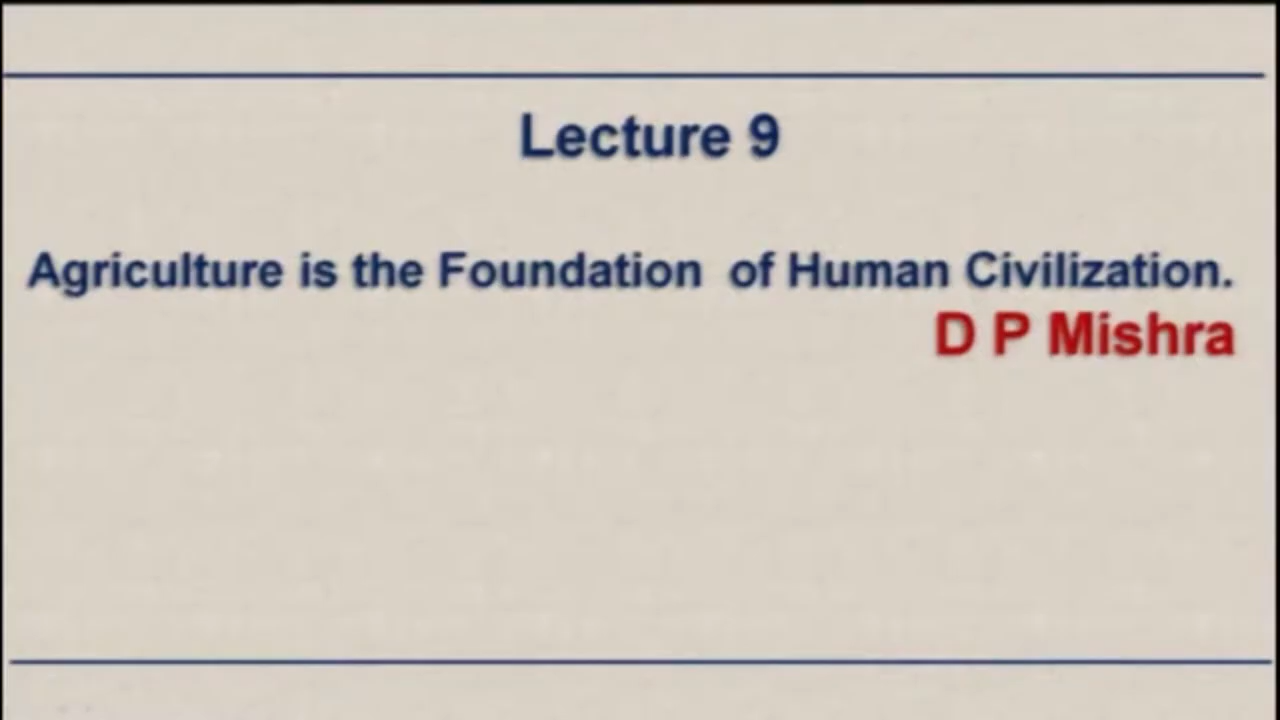 Lecture 9
Agriculture is the Foundation of Human Civilization.
D P Mishra